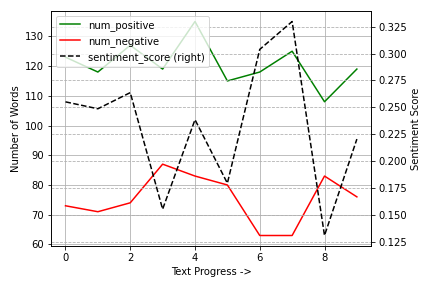 num_positive
num_negative
sentiment_score (right)
130
120
110
100
90
80
70
60
Number of Words
0.325
0.300
0.275
0.250
0.225
0.200
0.175
0.150
0.125
Sentiment Score
0 2 4 6 8
Text Progress ->